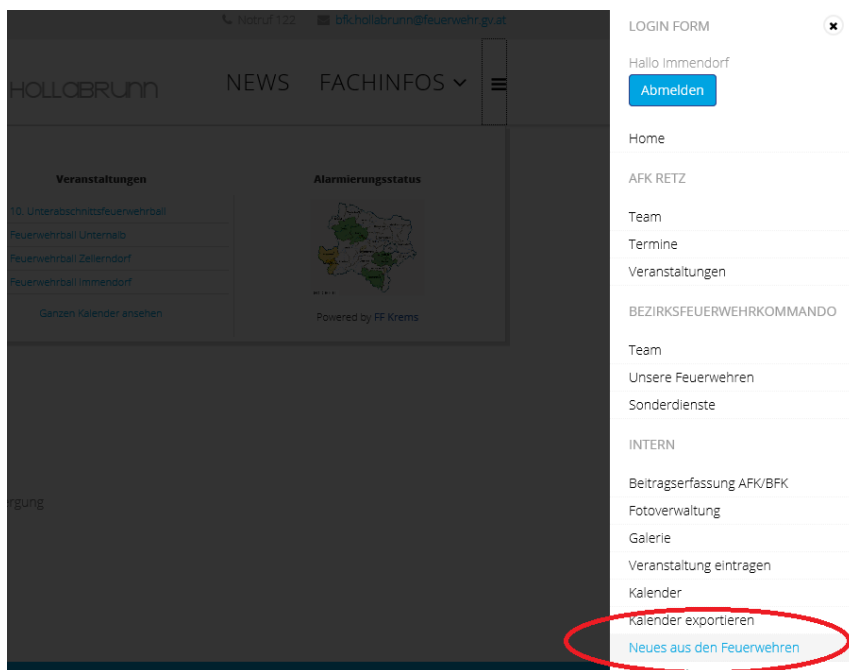 Notruf 122 bfk.hollabrunn@feuerwehr.gv.at
HOLLABRUNN NEWS FACHINFOS
Veranstaltungen
10. Unterabschnittsfeuerwehrball
Feuerwehrball Unternalb
Feuerwehrball Zellerndorf
Feuerwehrball Immendorf
Ganzen Kalender ansehen
Alarmierungsstatus
Powered by FF Krems
LOGIN FORM
Hallo Immendorf
Abmelden
Home
AFK RETZ
Team
Termine
Veranstaltungen
BEZIRKSFEUERWEHRKOMMANDO
Team
Unsere Feuerwehren
Sonderdienste
INTERN
Beitragserfassung AFK/BFK
Fotoverwaltung
Galerie
Veranstaltung eintragen
Kalender
Kalender exportieren
Neues aus den Feuerwehren